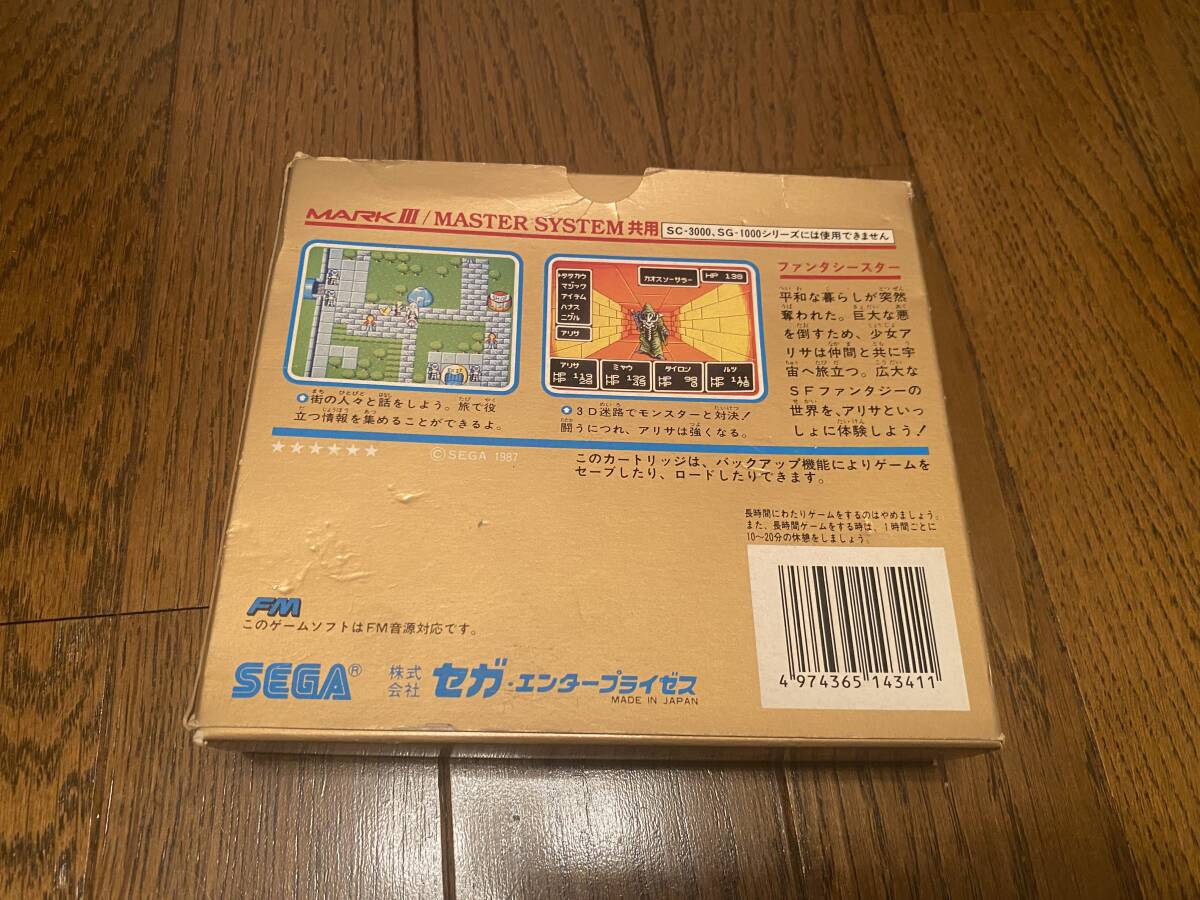 MARK III / MASTER SYSTEM 共用
SC-3000、SG-1000シリーズには使用できません
タタカウ
マジック
アイテム
ハナス
ニゲル
アリサ
カオスソーサラー
HP 139
アリサ
ミャウ
タイロン
ルツ
街の人々と話をしよう。旅で役
立つ情報を集めることができるよ。
3D迷路でモンスターと対決!
闘うにつれ、アリサは強くなる。
ファンタシースター
平和な暮らしが突然
奪われた。巨大な悪
を倒すため、少女ア
リサは仲間と共に宇
宙へ旅立つ。広大な
SFファンタジーの
世界を、アリサといっ
しょに体験しよう!
★★★★★★
©SEGA 1987
このカートリッジは、バックアップ機能によりゲームを
セーブしたり、ロードしたりできます。
長時間にわたりゲームをするのはやめましょう。
また、長時間ゲームをする時は、1時間ごとに
10〜20分の休憩をしましょう。
FM
このゲームソフトはFM音源対応です。
SEGA® 株式会社 セガ・エンタープライゼス
MADE IN JAPAN
4 974365 143411